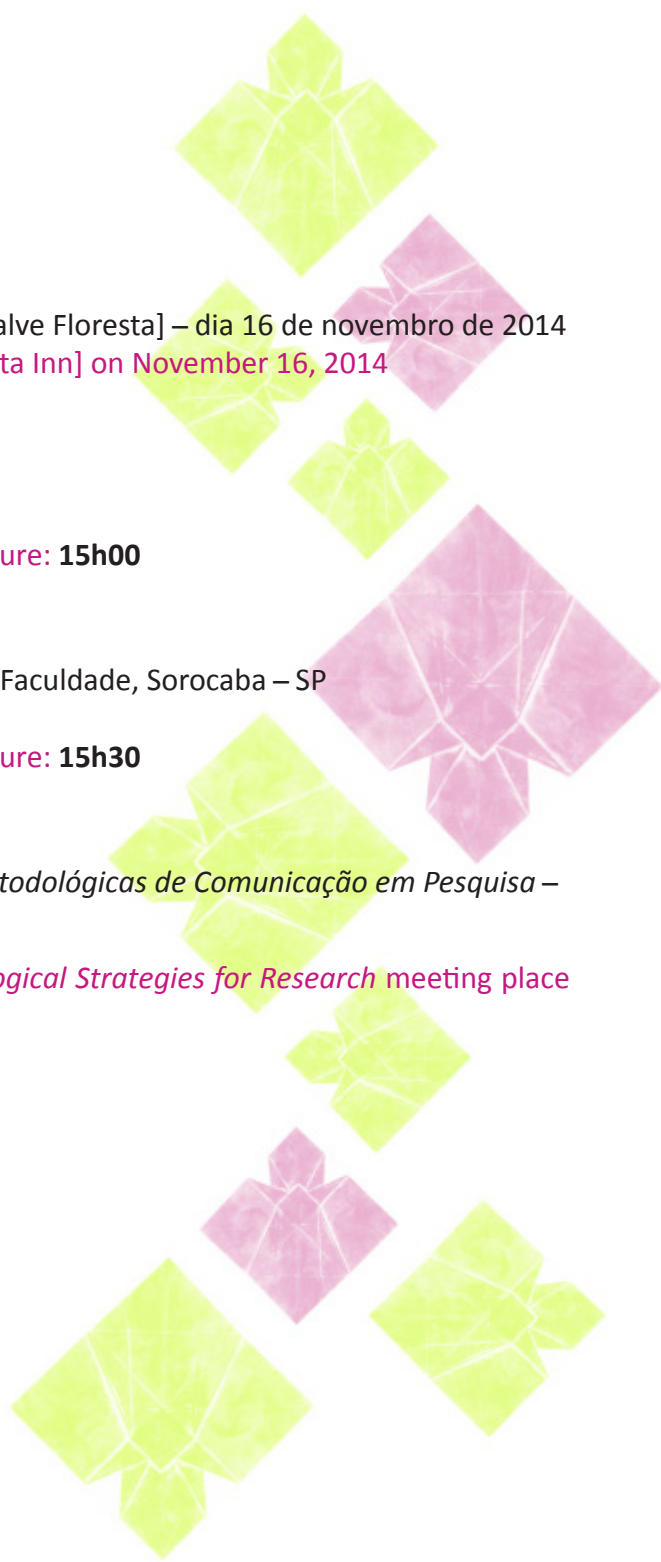 alve Floresta] – dia 16 de novembro de 2014
ta Inn] on November 16, 2014
ure: 15h00
Faculdade, Sorocaba – SP
ure: 15h30
todológicas de Comunicação em Pesquisa –
ogical Strategies for Research meeting place